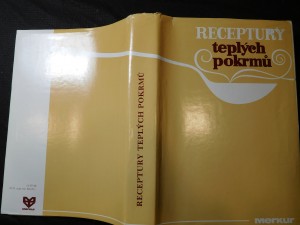 RECEPTURY
teplých
pokrmů
RECEPTURY TEPLÝCH POKRMŮ
merkur